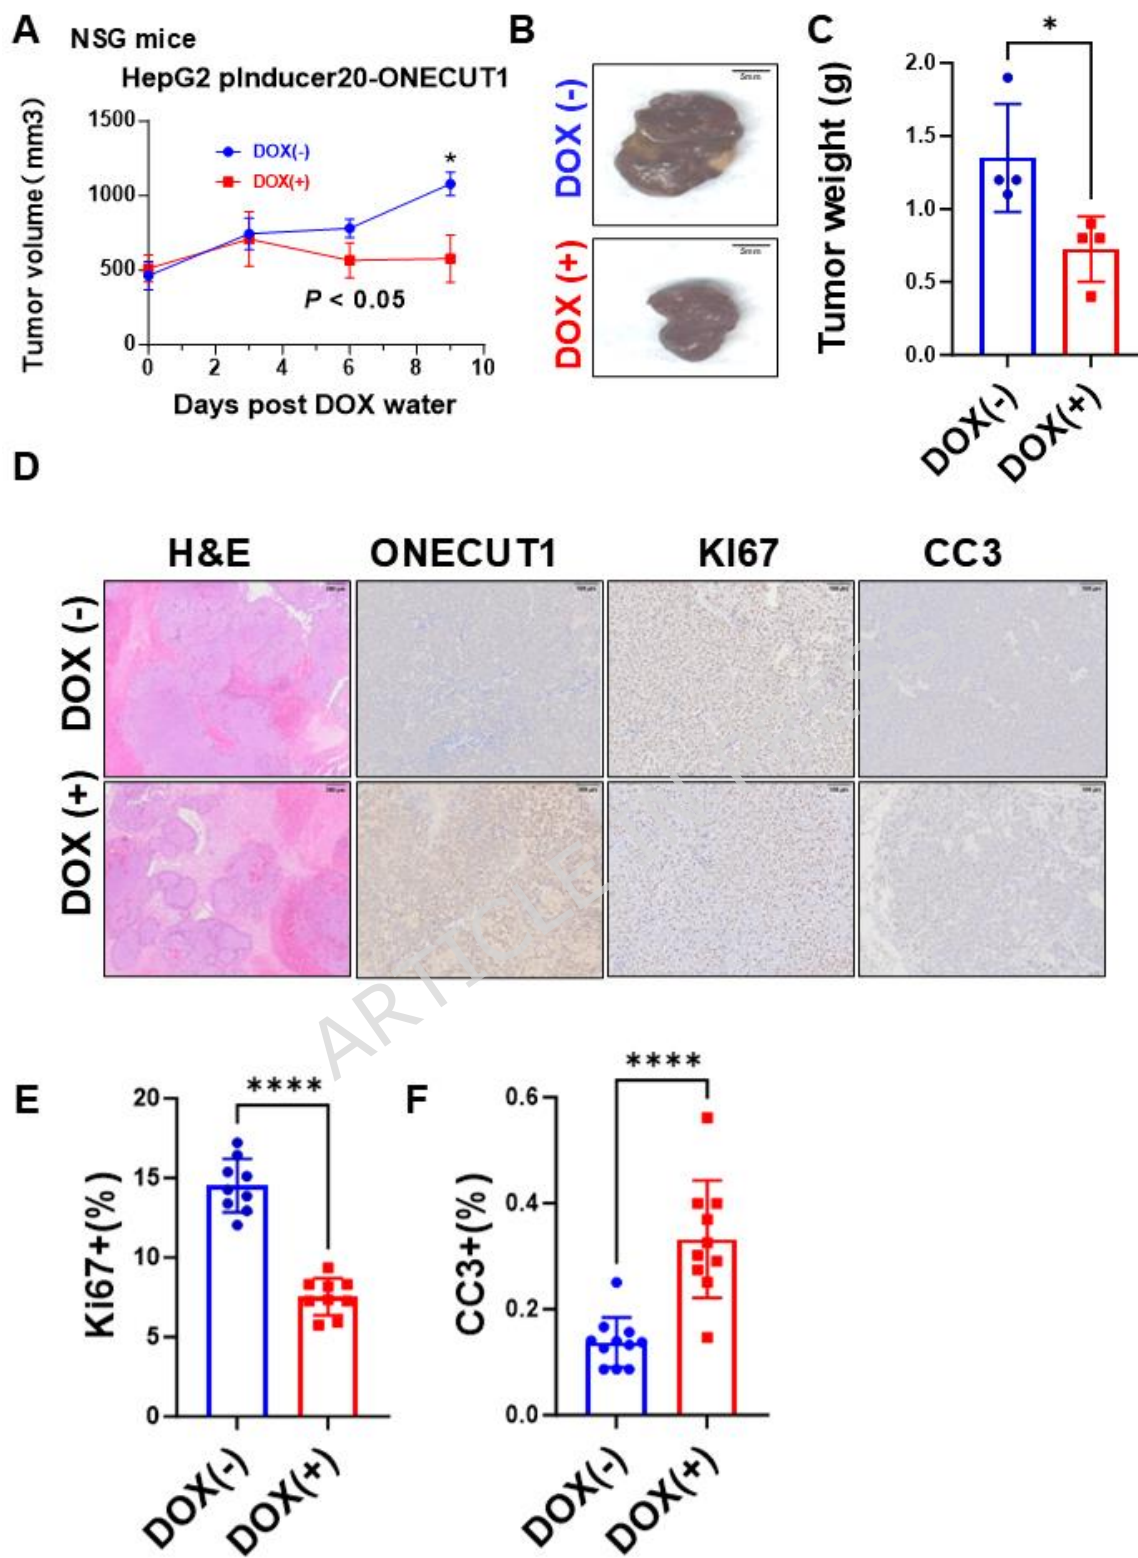 A
NSG mice
HepG2 pInducer20-ONECUT1
Tumor volume ( mm3)
1500
1000
500
0
DOX(-)
DOX(+)
*
P < 0.05
0 2 4 6 8 10
Days post DOX water
B
DOX (-)
5mm
DOX (+)
5mm
C
*
Tumor weight (g)
2.0
1.5
1.0
0.5
0.0
DOX(-)
DOX(+)
D
H&E ONECUT1 KI67 CC3
DOX (-)
DOX (+)
ARTICLE
E
****
Ki67+(%)
20
15
10
5
0
DOX(-)
DOX(+)
F
****
CC3+(%)
0.6
0.4
0.2
0.0
DOX(-)
DOX(+)